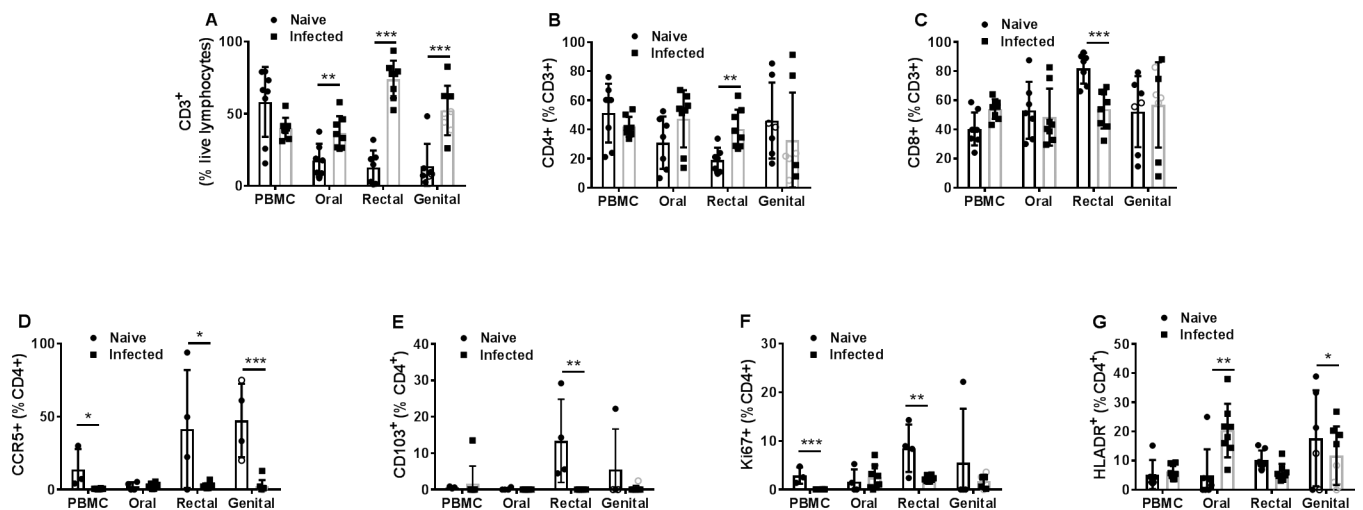 A
Naive
Infected
CD3+
(% live lymphocytes)
100
50
0
PBMC Oral Rectal Genital
** *** ***
B
Naive
Infected
CD4+ (% CD3+)
100
80
60
40
20
0
PBMC Oral Rectal Genital
**
C
Naive
Infected
CD8+ (% CD3+)
100
80
60
40
20
0
PBMC Oral Rectal Genital
***
D
Naive
Infected
CCR5+ (% CD4+)
100
50
0
PBMC Oral Rectal Genital
* * ***
E
Naive
Infected
CD103+ (% CD4+)
40
30
20
10
0
PBMC Oral Rectal Genital
**
F
Naive
Infected
Ki67+ (% CD4+)
30
20
10
0
PBMC Oral Rectal Genital
*** **
G
Naive
Infected
HLADR+ (% CD4+)
50
40
30
20
10
0
PBMC Oral Rectal Genital
** *